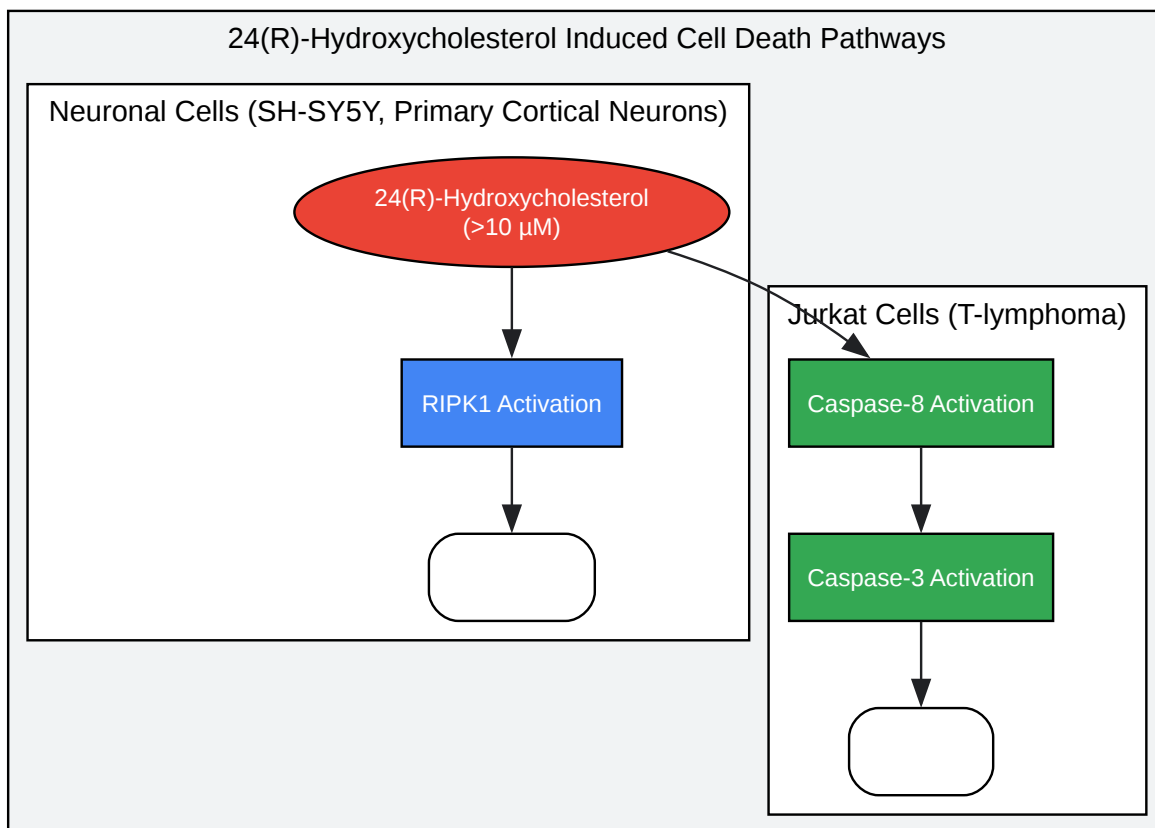 24(R)-Hydroxycholesterol Induced Cell Death Pathways
Neuronal Cells (SH-SY5Y, Primary Cortical Neurons)
24(R)-Hydroxycholesterol
(>10 µM)
RIPK1 Activation
Jurkat Cells (T-lymphoma)
Caspase-8 Activation
Caspase-3 Activation